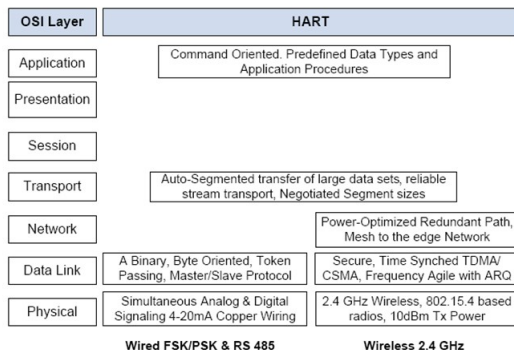 OSI Layer
HART
Application
Command Oriented. Predefined Data Types and
Application Procedures
Presentation
Session
Transport
Auto-Segmented transfer of large data sets, reliable
stream transport, Negotiated Segment sizes
Network
Power-Optimized Redundant Path,
Mesh to the edge Network
Data Link
A Binary, Byte Oriented, Token
Passing, Master/Slave Protocol
Secure, Time Synched TDMA/
CSMA, Frequency Agile with ARQ
Physical
Simultaneous Analog & Digital
Signaling 4-20mA Copper Wiring
2.4 GHz Wireless, 802.15.4 based
radios, 10dBm Tx Power
Wired FSK/PSK & RS 485
Wireless 2.4 GHz